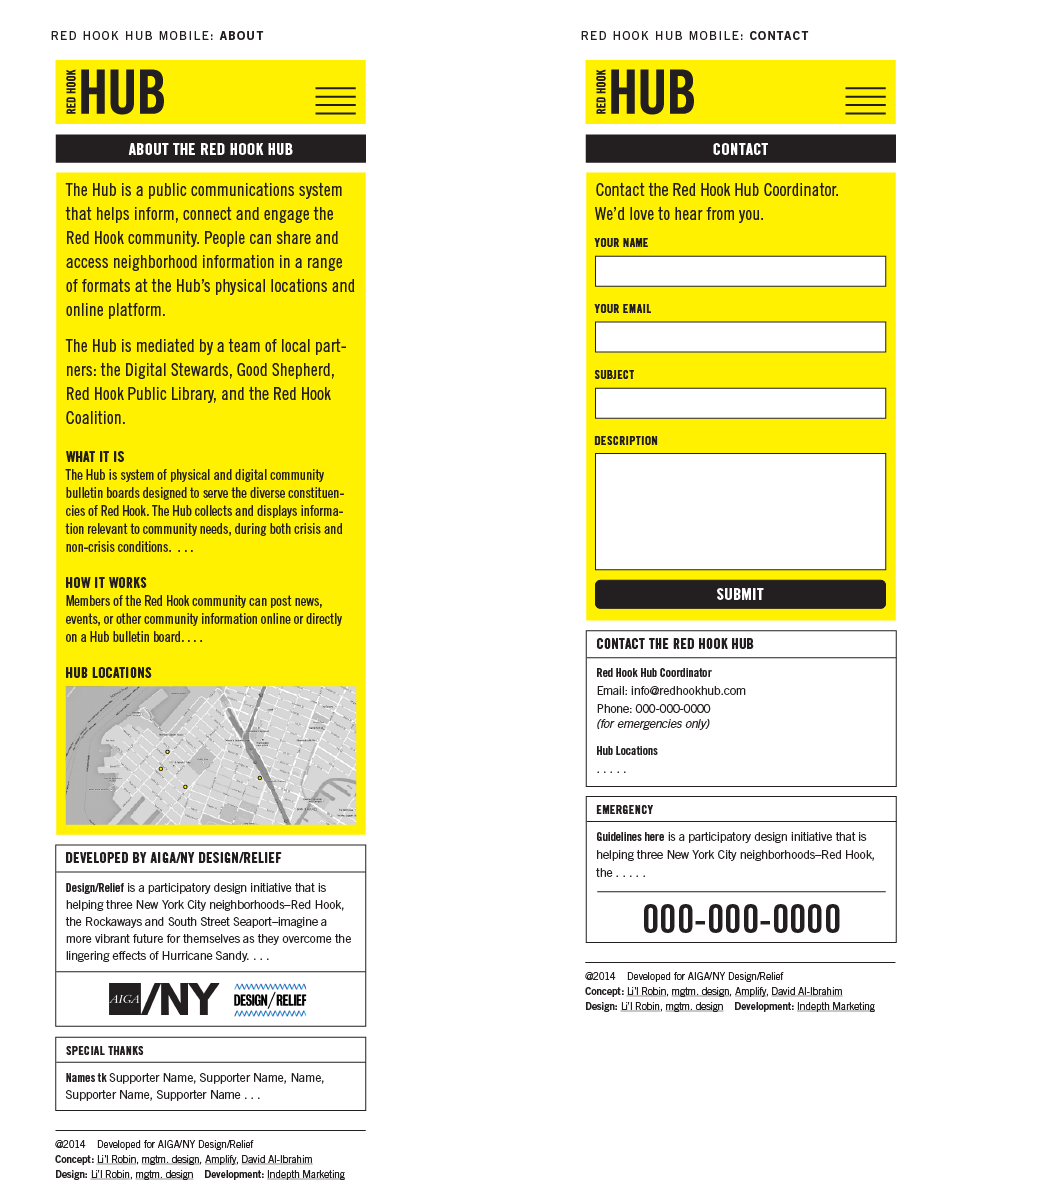 RED HOOK HUB MOBILE: ABOUT
RED HOOK
HUB
ABOUT THE RED HOOK HUB
The Hub is a public communications system
that helps inform, connect and engage the
Red Hook community. People can share and
access neighborhood information in a range
of formats at the Hub's physical locations and
online platform.
The Hub is mediated by a team of local part-
ners: the Digital Stewards, Good Shepherd,
Red Hook Public Library, and the Red Hook
Coalition.
WHAT IT IS
The Hub is system of physical and digital community
bulletin boards designed to serve the diverse constituen-
cies of Red Hook. The Hub collects and displays informa-
tion relevant to community needs, during both crisis and
non-crisis conditions. . . .
HOW IT WORKS
Members of the Red Hook community can post news,
events, or other community information online or directly
on a Hub bulletin board. . . .
HUB LOCATIONS
DEVELOPED BY AIGA/NY DESIGN/RELIEF
Design/Relief is a participatory design initiative that is
helping three New York City neighborhoods–Red Hook,
the Rockaways and South Street Seaport–imagine a
more vibrant future for themselves as they overcome the
lingering effects of Hurricane Sandy. . . .
AIGA/NY DESIGN/RELIEF
SPECIAL THANKS
Names tk Supporter Name, Supporter Name, Name,
Supporter Name, Supporter Name . . .
@2014 Developed for AIGA/NY Design/Relief
Concept: Li'l Robin, mgtm. design, Amplify, David Al-Ibrahim
Design: Li'l Robin, mgtm. design Development: Indepth Marketing
RED HOOK HUB MOBILE: CONTACT
RED HOOK
HUB
CONTACT
Contact the Red Hook Hub Coordinator.
We'd love to hear from you.
YOUR NAME
YOUR EMAIL
SUBJECT
DESCRIPTION
SUBMIT
CONTACT THE RED HOOK HUB
Red Hook Hub Coordinator
Email: info@redhookhub.com
Phone: 000-000-0000
(for emergencies only)
Hub Locations
. . . . .
EMERGENCY
Guidelines here is a participatory design initiative that is
helping three New York City neighborhoods–Red Hook,
the . . . . .
000-000-0000
@2014 Developed for AIGA/NY Design/Relief
Concept: Li'l Robin, mgtm. design, Amplify, David Al-Ibrahim
Design: Li'l Robin, mgtm. design Development: Indepth Marketing